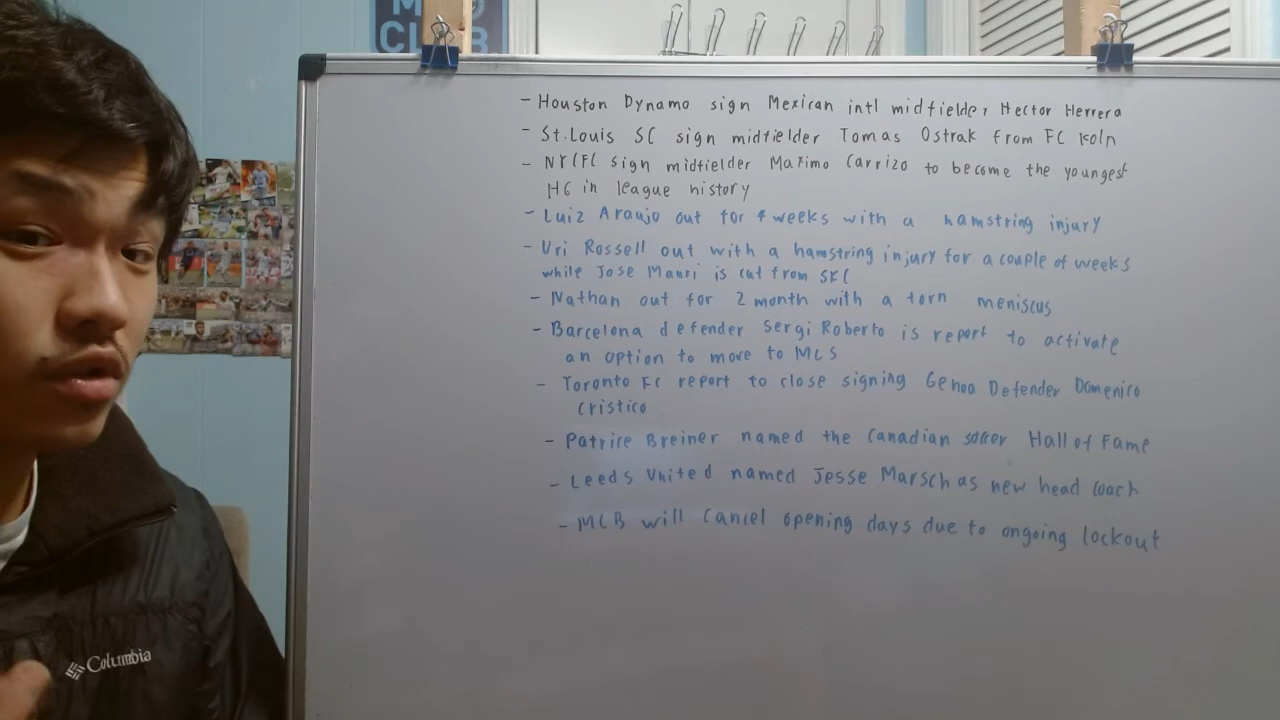 M
CLUB
- Houston Dynamo sign Mexican intl midfielder Hector Herrera
- St.Louis SC sign midfielder Tomas Ostrak from FC Koln
- NYCFC sign midfielder Maximo Carrizo to become the youngest
HG in league history
- Luiz Araujo out for 4 weeks with a hamstring injury
- Uri Rossell out with a hamstring injury for a couple of weeks
while Jose Mauri is cut from SKC
- Nathan out for 2 month with a torn meniscus
- Barcelona defender Sergi Roberto is report to activate
an option to move to MLS
- Toronto FC report to close signing Genoa Defender Domenico
Cristico
- Patrice Breiner named the Canadian soccer Hall of Fame
- Leeds United named Jesse Marsch as new head coach
- MLB will cancel opening days due to ongoing lockout
Columbia